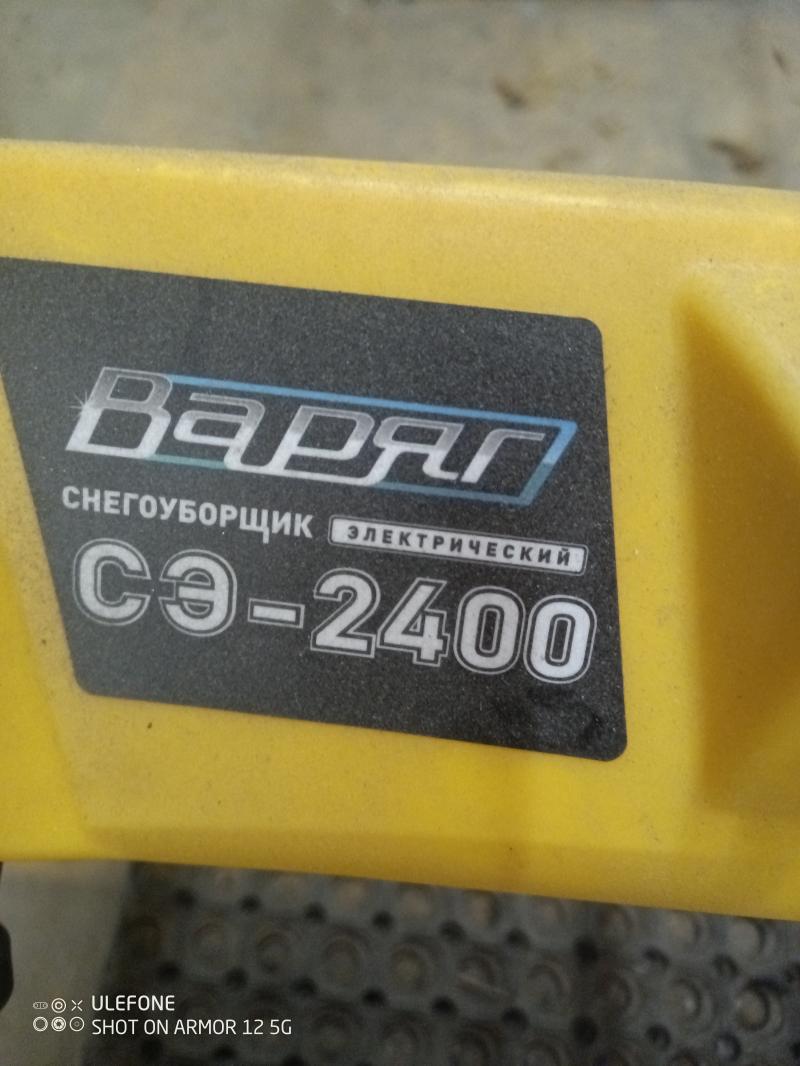 Варяг
СНЕГОУБОРЩИК ЭЛЕКТРИЧЕСКИЙ
СЭ-2400
ULEFONE
SHOT ON ARMOR 12 5G